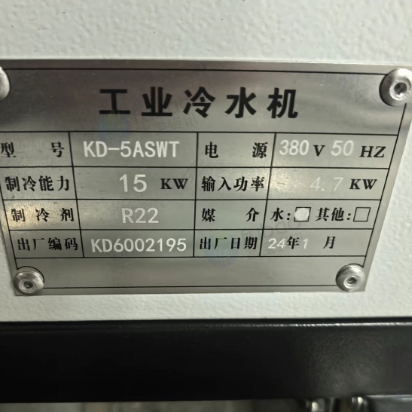 工业冷水机
型 号 KD-5ASWT 电 源 380 V 50 HZ
制冷能力 15 KW 输入功率 4.7 KW
制冷剂 R22 媒 介 水:□ 其他:□
出厂编码 KD6002195 出厂日期 24年1月